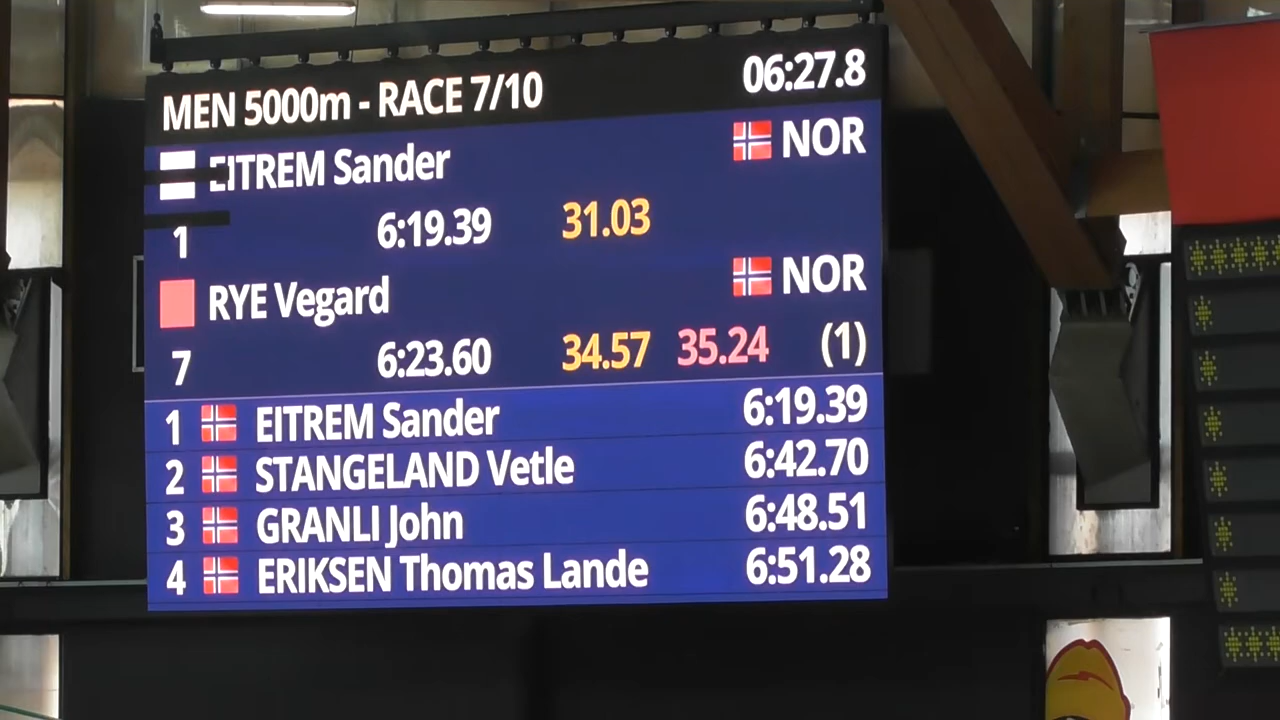 MEN 5000m - RACE 7/10 06:27.8
EITREM Sander NOR
1 6:19.39 31.03
RYE Vegard NOR
7 6:23.60 34.57 35.24 (1)
1 EITREM Sander 6:19.39
2 STANGELAND Vetle 6:42.70
3 GRANLI John 6:48.51
4 ERIKSEN Thomas Lande 6:51.28